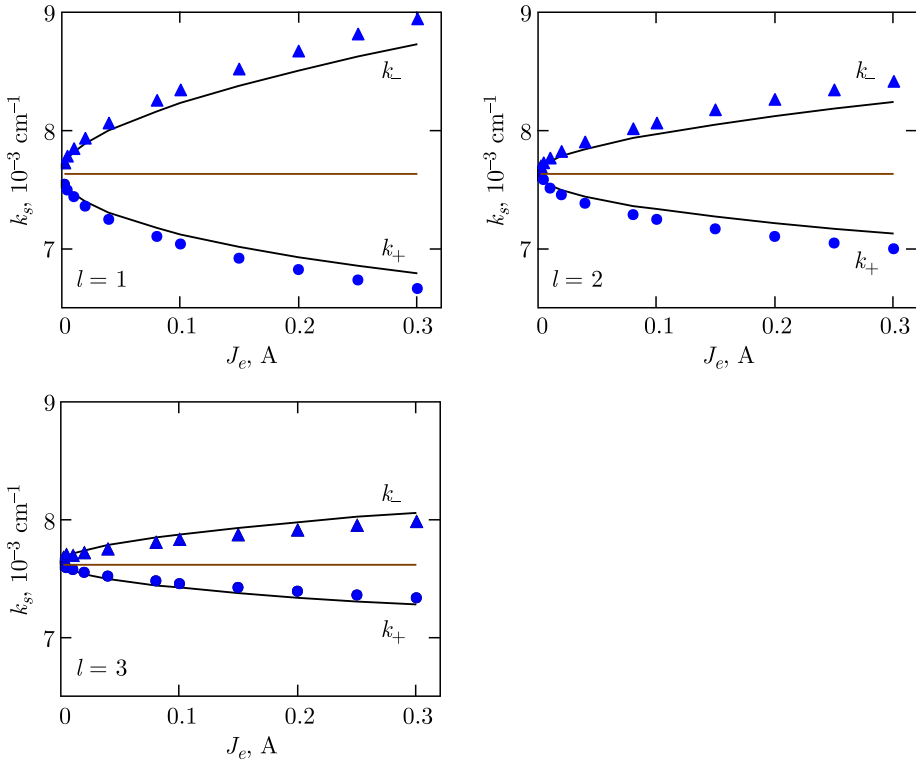 9
8
7
k_s, 10^{-3} cm^{-1}
k_-
k_+
l = 1
0 0.1 0.2 0.3
J_e, A
9
8
7
k_s, 10^{-3} cm^{-1}
k_-
k_+
l = 2
0 0.1 0.2 0.3
J_e, A
9
8
7
k_s, 10^{-3} cm^{-1}
k_-
k_+
l = 3
0 0.1 0.2 0.3
J_e, A